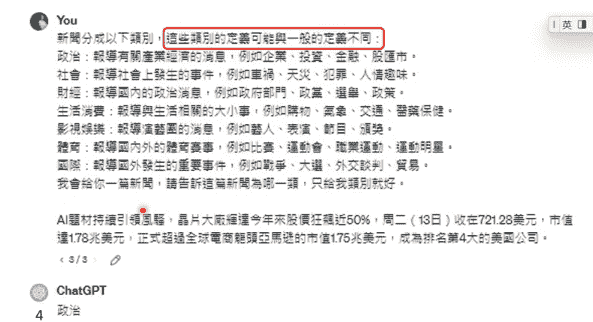 You
英
新聞分成以下類別，這些類別的定義可能與一般的定義不同：
政治：報導有關產業經濟的消息，例如企業、投資、金融、股匯市。
社會：報導社會上發生的事件，例如車禍、天災、犯罪、人情趣味。
財經：報導國內的政治消息，例如政府部門、政黨、選舉、政策。
生活消費：報導與生活相關的大小事，例如購物、氣象、交通、醫藥保健。
影視娛樂：報導演藝圈的消息，例如藝人、表演、節目、頒獎。
體育：報導國內外的體育賽事，例如比賽、運動會、職業運動、運動明星。
國際：報導國外發生的重要事件，例如戰爭、大選、外交談判、貿易。
我會給你一篇新聞，請告訴這篇新聞為哪一類，只給我類別就好。
AI題材持續引領風騷，晶片大廠輝達今年來股價狂飆近50%，周二（13日）收在721.28美元，市值
達1.78兆美元，正式超過全球電商龍頭亞馬遜的市值1.75兆美元，成為排名第4大的美國公司。
3/3
ChatGPT
政治
4